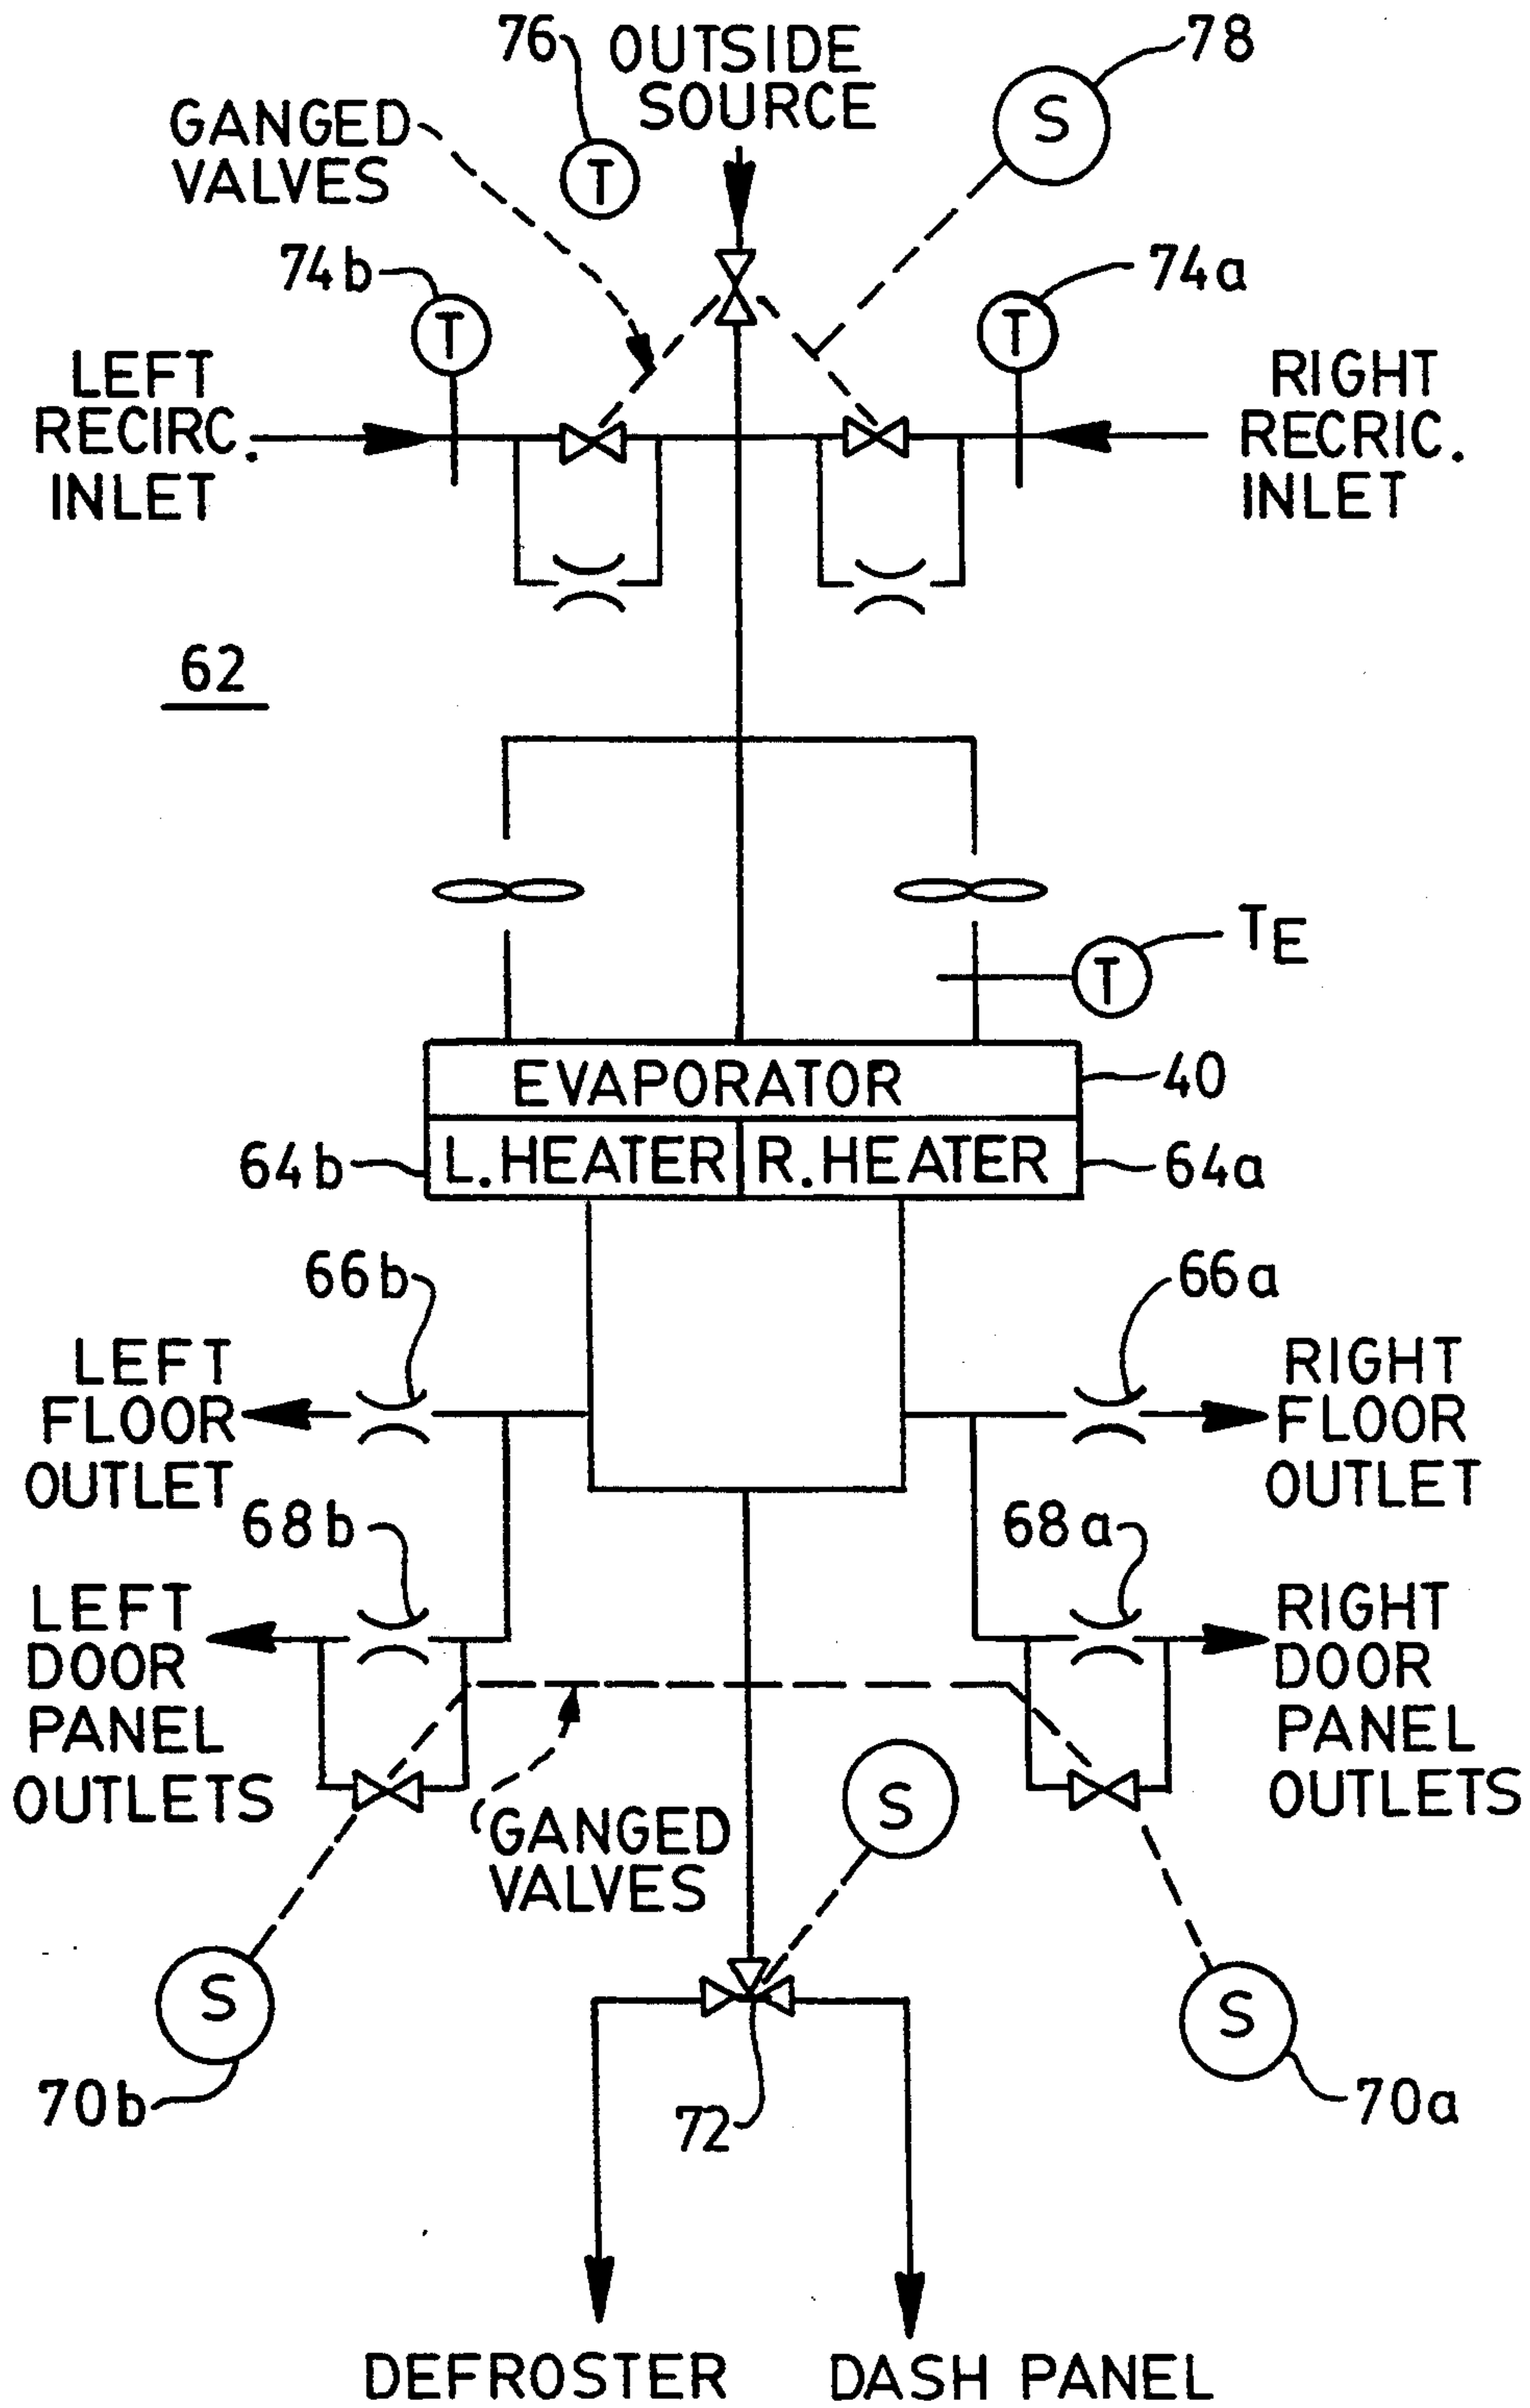 76
OUTSIDE
SOURCE
78
S
GANGED
VALVES
T
74b
74a
T
T
LEFT
RECIRC.
INLET
RIGHT
RECRIC.
INLET
62
TE
T
EVAPORATOR
40
64b
L.HEATER
R.HEATER
64a
66b
66a
LEFT
FLOOR
OUTLET
RIGHT
FLOOR
OUTLET
68b
68a
LEFT
DOOR
PANEL
OUTLETS
RIGHT
DOOR
PANEL
OUTLETS
GANGED
VALVES
S
S
S
70b
72
70a
DEFROSTER
DASH PANEL